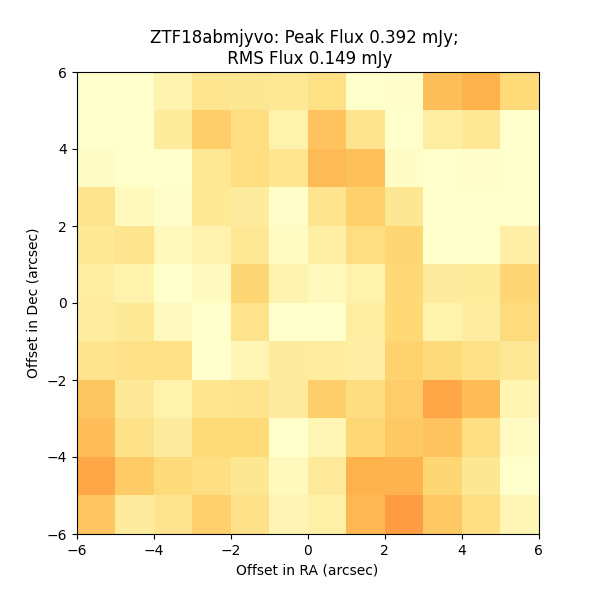 ZTF18abmjyvo: Peak Flux 0.392 mJy;
RMS Flux 0.149 mJy
6
4
2
0
−2
−4
−6
Offset in Dec (arcsec)
−6 −4 −2 0 2 4 6
Offset in RA (arcsec)